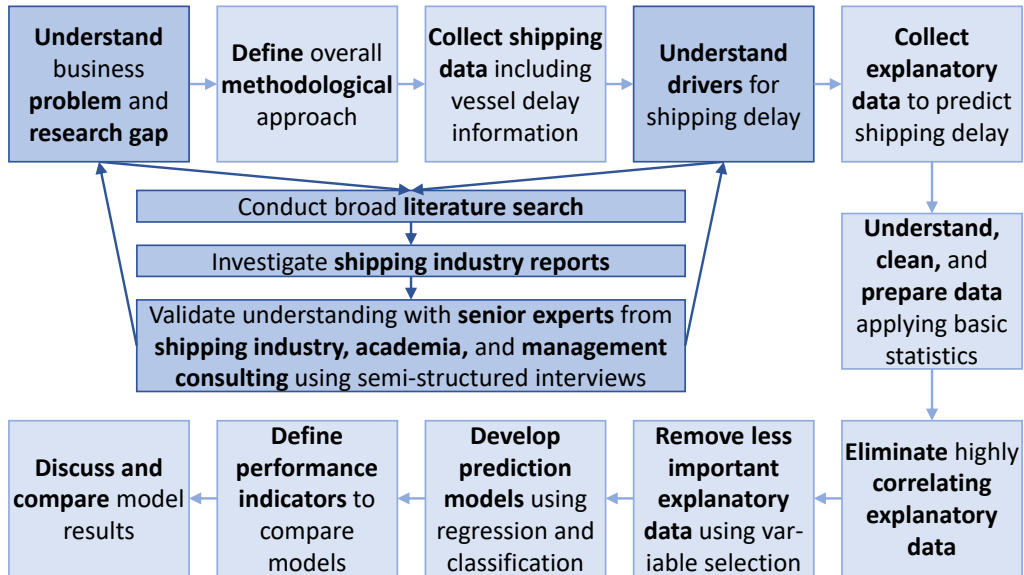 Understand
business
problem and
research gap
Define overall
methodological
approach
Collect shipping
data including
vessel delay
information
Understand
drivers for
shipping delay
Collect
explanatory
data to predict
shipping delay
Conduct broad literature search
Investigate shipping industry reports
Validate understanding with senior experts from
shipping industry, academia, and management
consulting using semi-structured interviews
Understand,
clean, and
prepare data
applying basic
statistics
Eliminate highly
correlating
explanatory
data
Remove less
important
explanatory
data using var-
iable selection
Develop
prediction
models using
regression and
classification
Define
performance
indicators to
compare
models
Discuss and
compare model
results